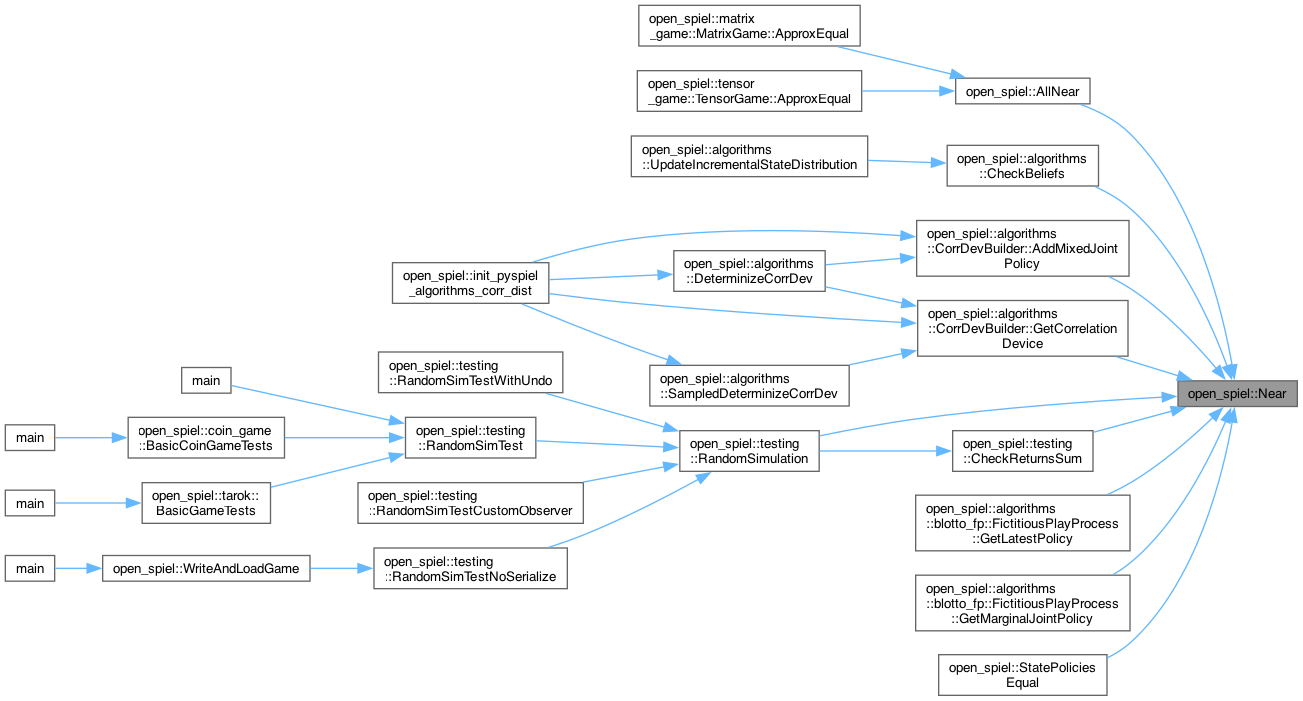 open_spiel::matrix
_game::MatrixGame::ApproxEqual
open_spiel::tensor
_game::TensorGame::ApproxEqual
open_spiel::AllNear
open_spiel::algorithms
::UpdateIncrementalStateDistribution
open_spiel::algorithms
::CheckBeliefs
open_spiel::algorithms
::CorrDevBuilder::AddMixedJoint
Policy
open_spiel::init_pyspiel
_algorithms_corr_dist
open_spiel::algorithms
::DeterminizeCorrDev
open_spiel::algorithms
::CorrDevBuilder::GetCorrelation
Device
open_spiel::testing
::RandomSimTestWithUndo
open_spiel::algorithms
::SampledDeterminizeCorrDev
open_spiel::Near
main
main
open_spiel::coin_game
::BasicCoinGameTests
open_spiel::testing
::RandomSimTest
open_spiel::testing
::RandomSimulation
open_spiel::testing
::CheckReturnsSum
main
open_spiel::tarok::
BasicGameTests
open_spiel::testing
::RandomSimTestCustomObserver
open_spiel::algorithms
::blotto_fp::FictitiousPlayProcess
::GetLatestPolicy
main
open_spiel::WriteAndLoadGame
open_spiel::testing
::RandomSimTestNoSerialize
open_spiel::algorithms
::blotto_fp::FictitiousPlayProcess
::GetMarginalJointPolicy
open_spiel::StatePolicies
Equal